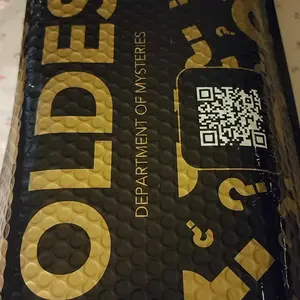 OLDES
DEPARTMENT OF MYSTERIES